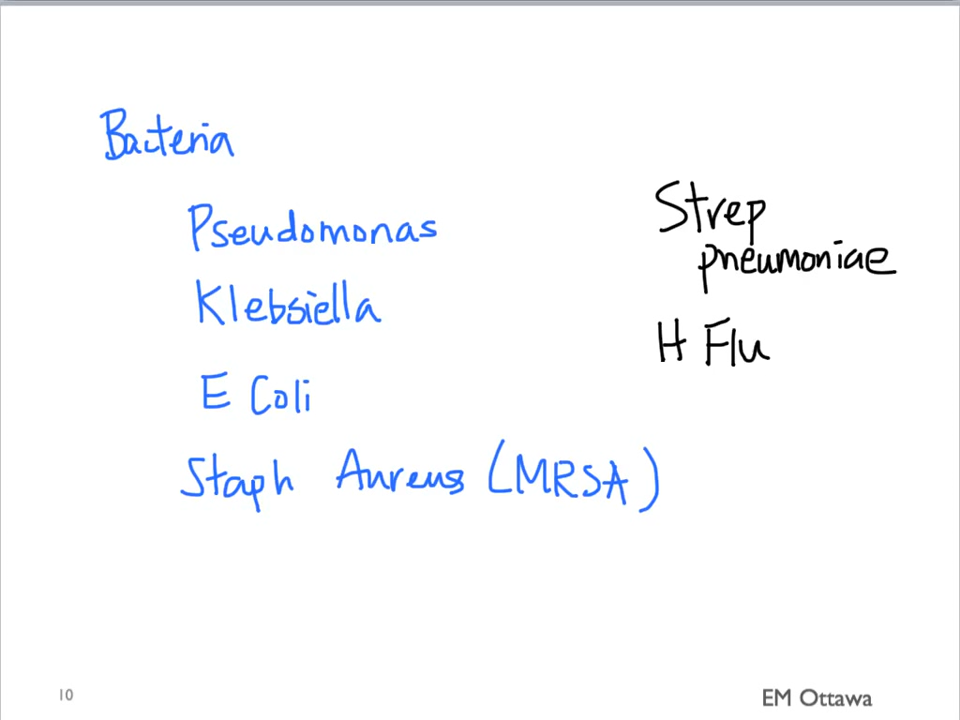 Bacteria
Pseudomonas
Klebsiella
E Coli
Staph Aureus (MRSA)
Strep
pneumoniae
H Flu
10
EM Ottawa